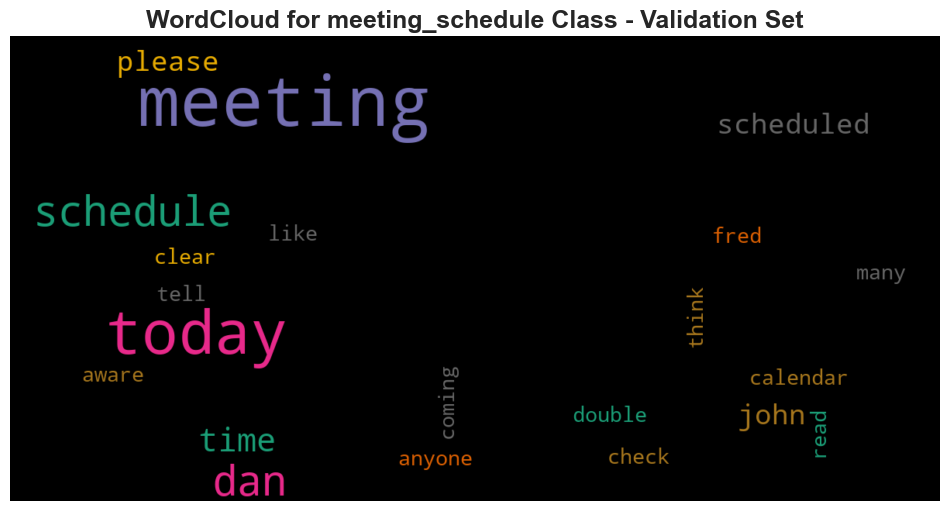 WordCloud for meeting_schedule Class - Validation Set
please
meeting
scheduled
schedule
like
fred
clear
many
tell
think
today
aware
coming
calendar
double
john
read
time
anyone
check
dan